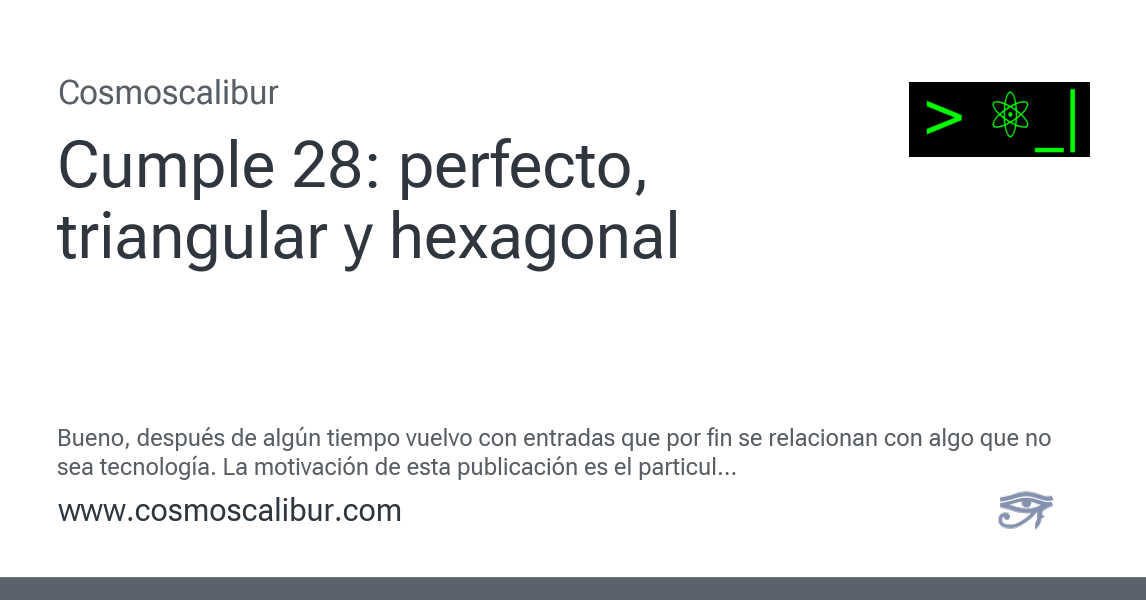 Cosmoscalibur
> ⚛ _|
Cumple 28: perfecto,
triangular y hexagonal
Bueno, después de algún tiempo vuelvo con entradas que por fin se relacionan con algo que no
sea tecnología. La motivación de esta publicación es el particul...
www.cosmoscalibur.com